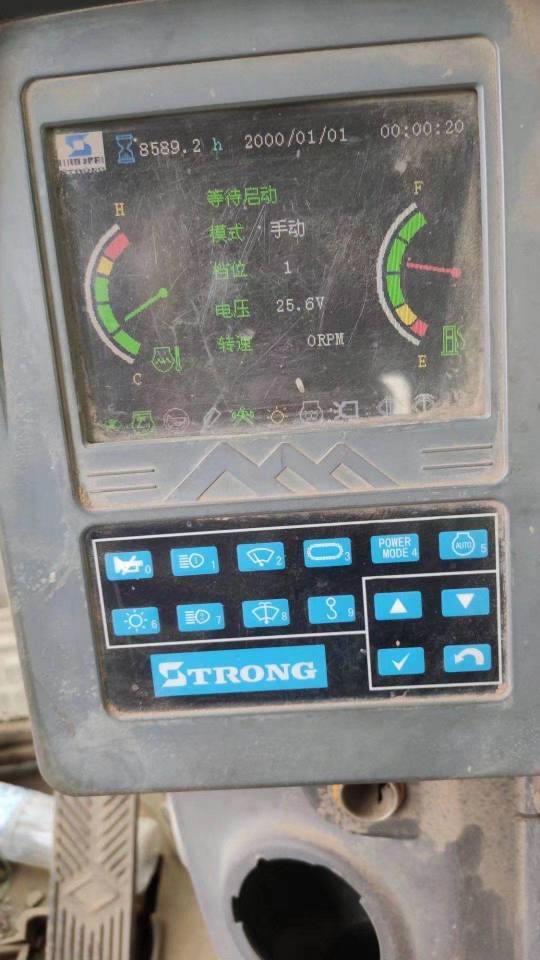 8589.2 h 2000/01/01 00:00:20
等待启动
H
F
模式 手动
档位 1
电压 25.6V
转速 0RPM
C
E
0
1
2
3
POWER MODE 4
AUTO 5
6
7
8
9
STRONG